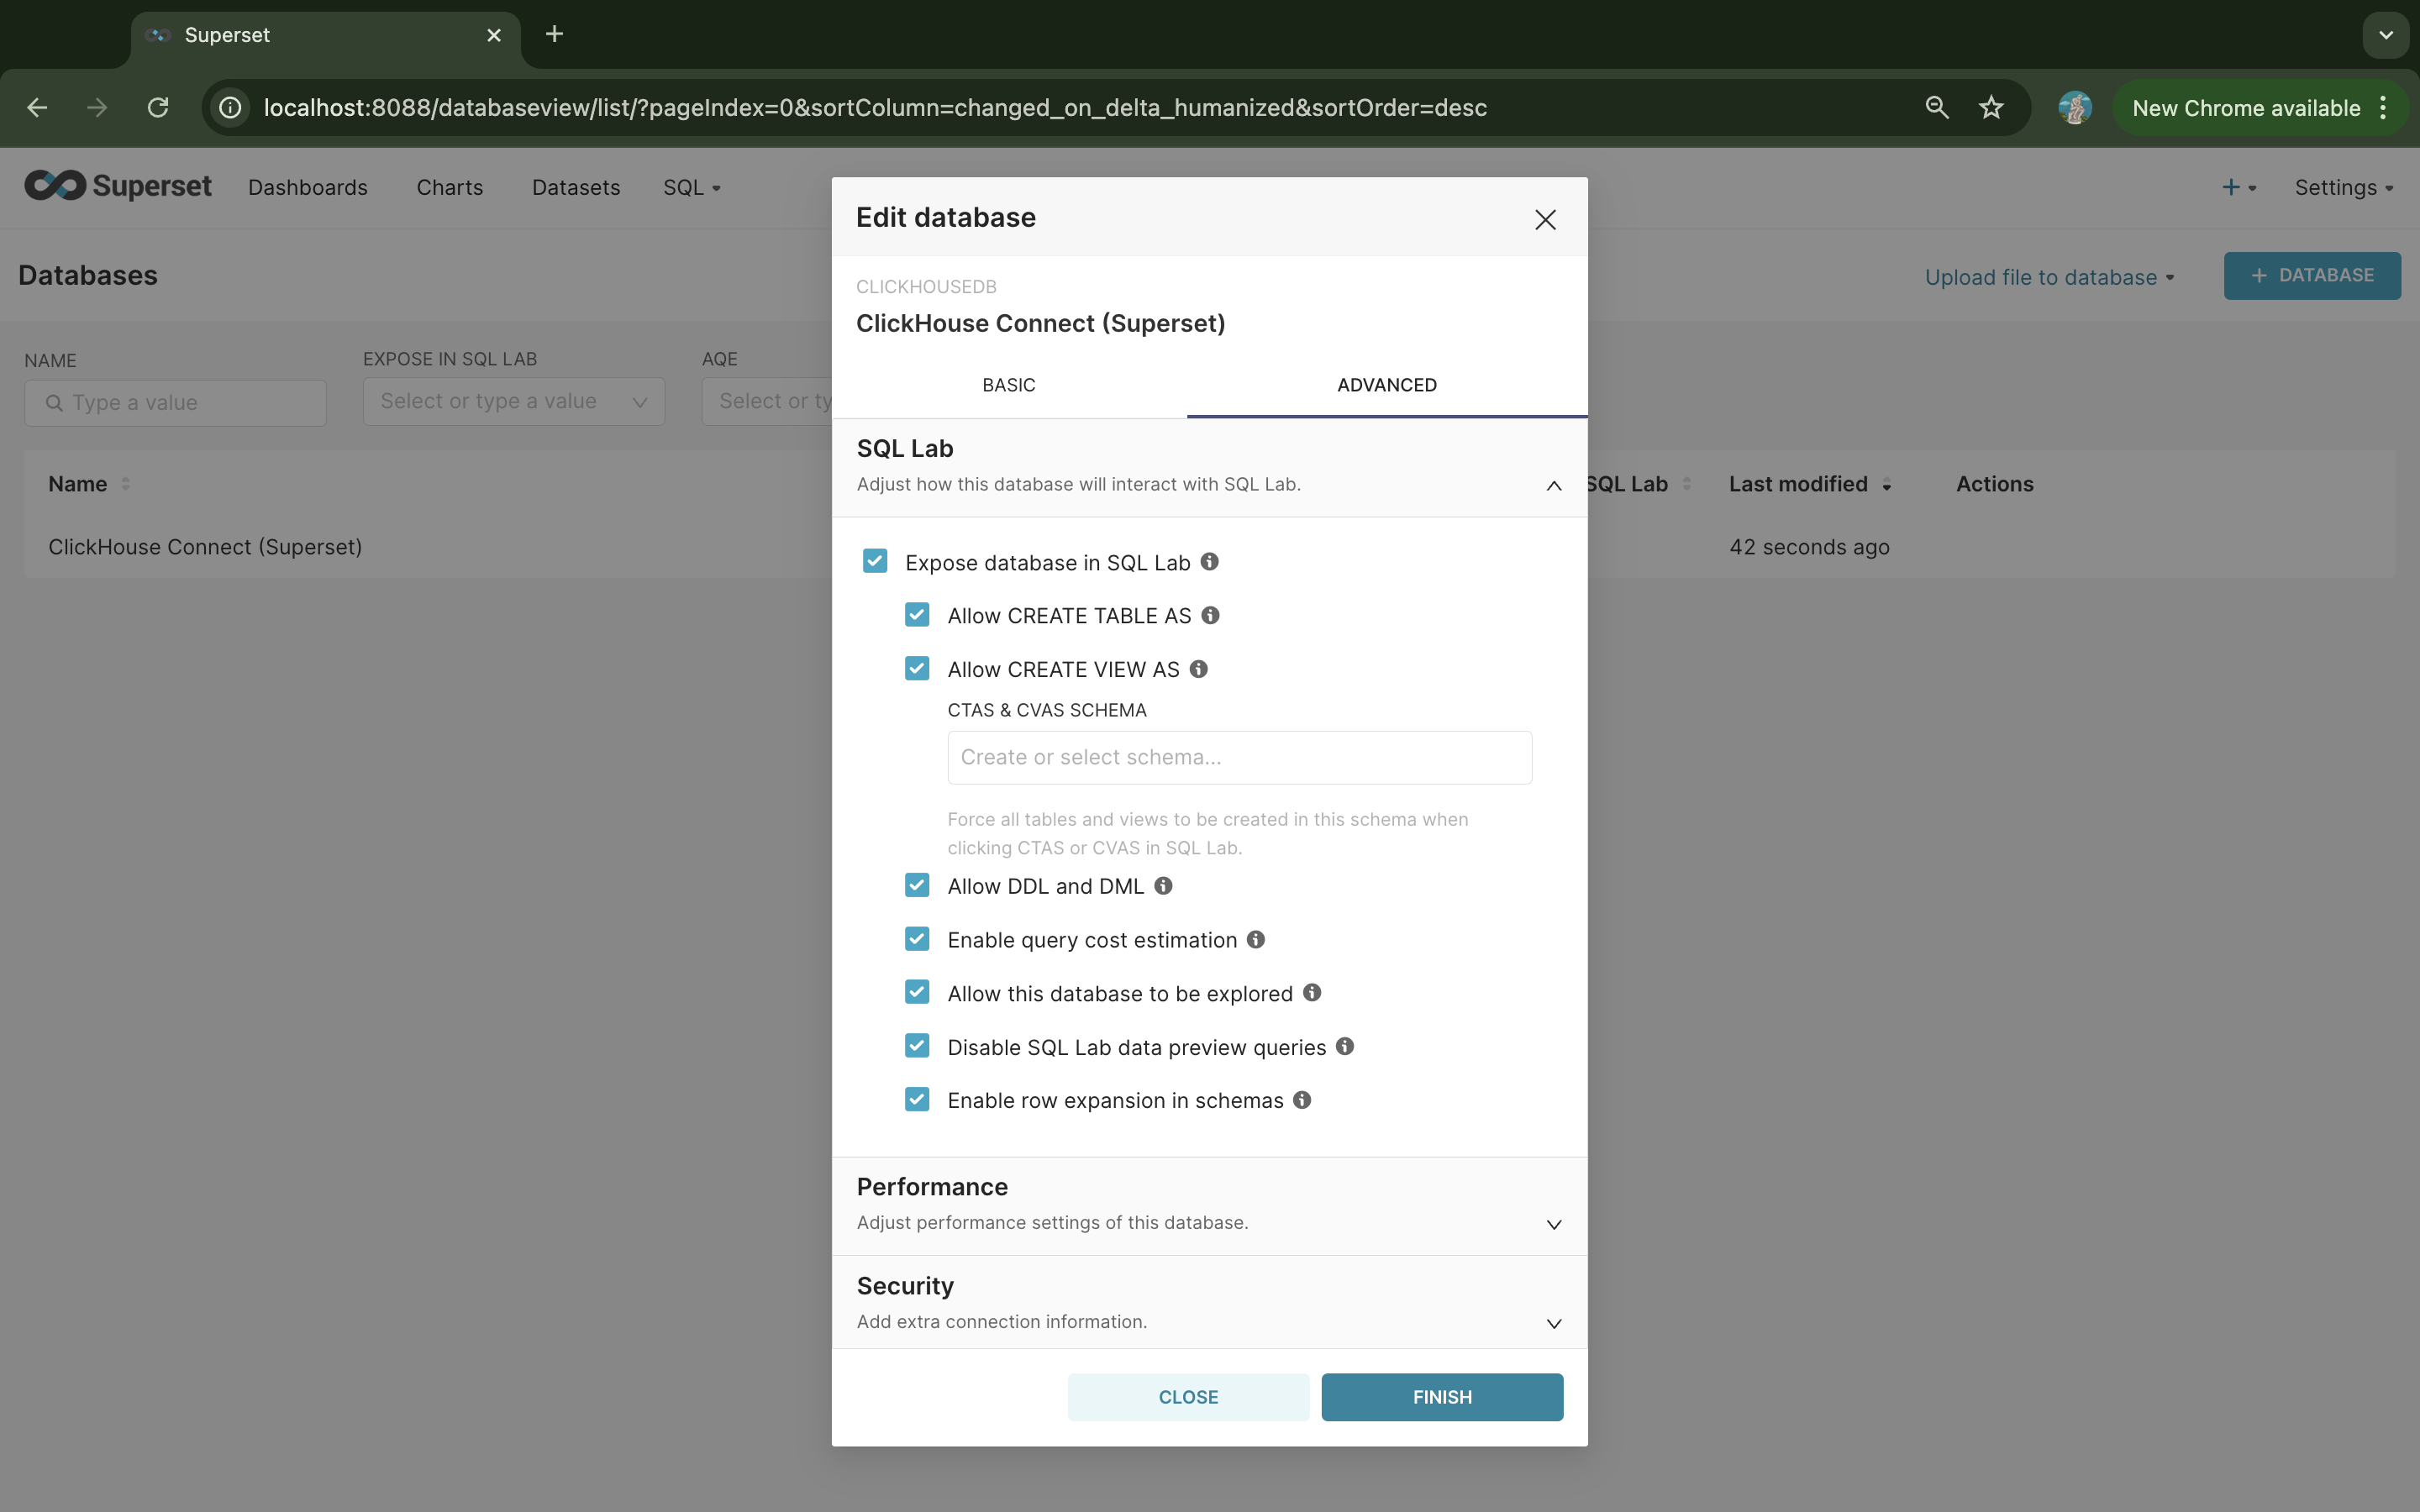 Superset
localhost:8088/databaseview/list/?pageIndex=0&sortColumn=changed_on_delta_humanized&sortOrder=desc
New Chrome available
Superset Dashboards Charts Datasets SQL Settings
Databases
Upload file to database
+ DATABASE
NAME
EXPOSE IN SQL LAB
AQE
Type a value
Select or type a value
Select or ty
Name
SQL Lab
Last modified
Actions
ClickHouse Connect (Superset)
42 seconds ago
Edit database
CLICKHOUSEDB
ClickHouse Connect (Superset)
BASIC
ADVANCED
SQL Lab
Adjust how this database will interact with SQL Lab.
Expose database in SQL Lab
Allow CREATE TABLE AS
Allow CREATE VIEW AS
CTAS & CVAS SCHEMA
Create or select schema...
Force all tables and views to be created in this schema when
clicking CTAS or CVAS in SQL Lab.
Allow DDL and DML
Enable query cost estimation
Allow this database to be explored
Disable SQL Lab data preview queries
Enable row expansion in schemas
Performance
Adjust performance settings of this database.
Security
Add extra connection information.
CLOSE
FINISH